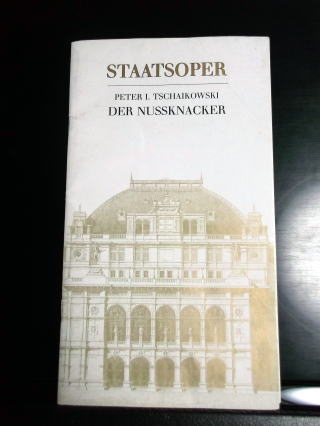 STAATSOPER
PETER I. TSCHAIKOWSKI
DER NUSSKNACKER